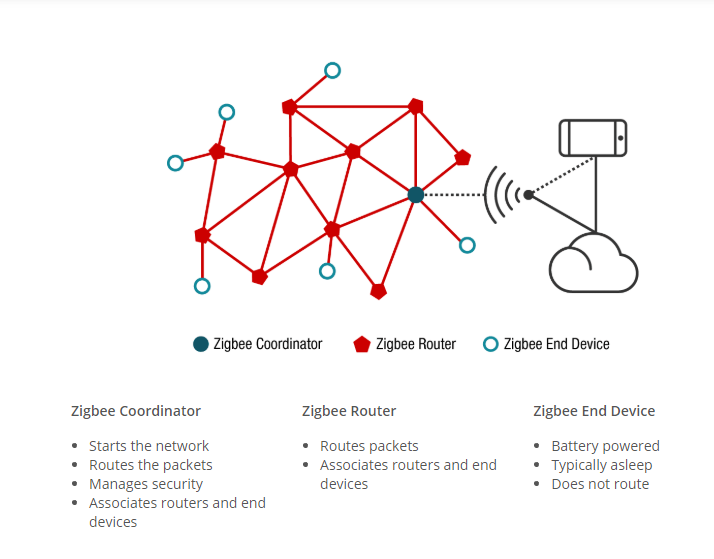 Zigbee Coordinator
Zigbee Router
Zigbee End Device
Zigbee Coordinator
Starts the network
Routes the packets
Manages security
Associates routers and end
devices
Zigbee Router
Routes packets
Associates routers and end
devices
Zigbee End Device
Battery powered
Typically asleep
Does not route